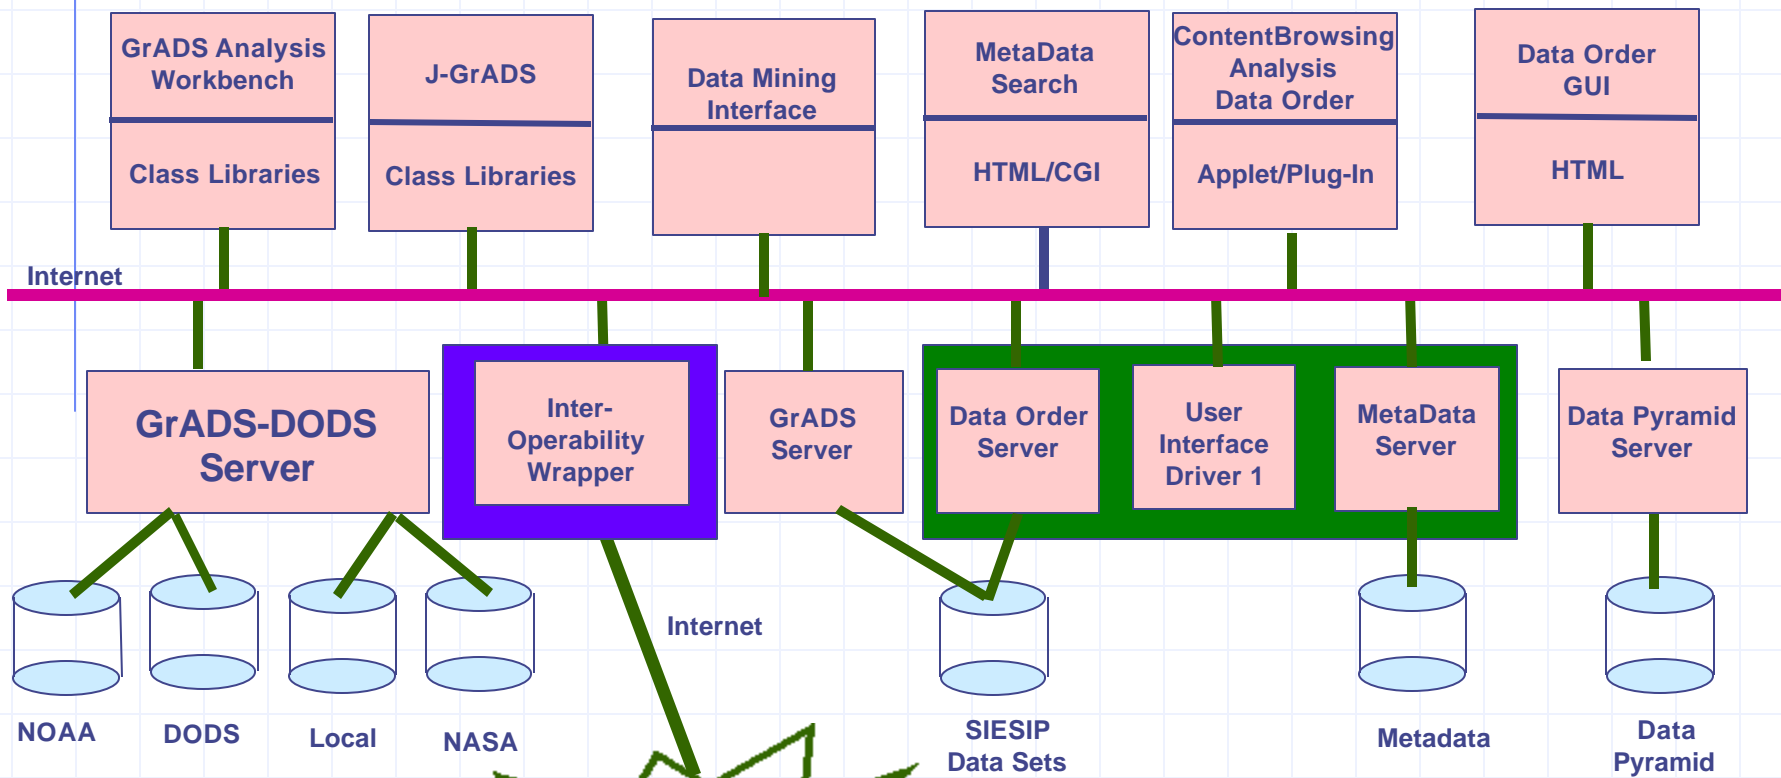 GrADS Analysis
Workbench
Class Libraries
J-GrADS
Class Libraries
Data Mining
Interface
MetaData
Search
HTML/CGI
ContentBrowsing
Analysis
Data Order
Applet/Plug-In
Data Order
GUI
HTML
Internet
GrADS-DODS
Server
Inter-
Operability
Wrapper
GrADS
Server
Data Order
Server
User
Interface
Driver 1
MetaData
Server
Data Pyramid
Server
Internet
NOAA
DODS
Local
NASA
SIESIP
Data Sets
Metadata
Data
Pyramid